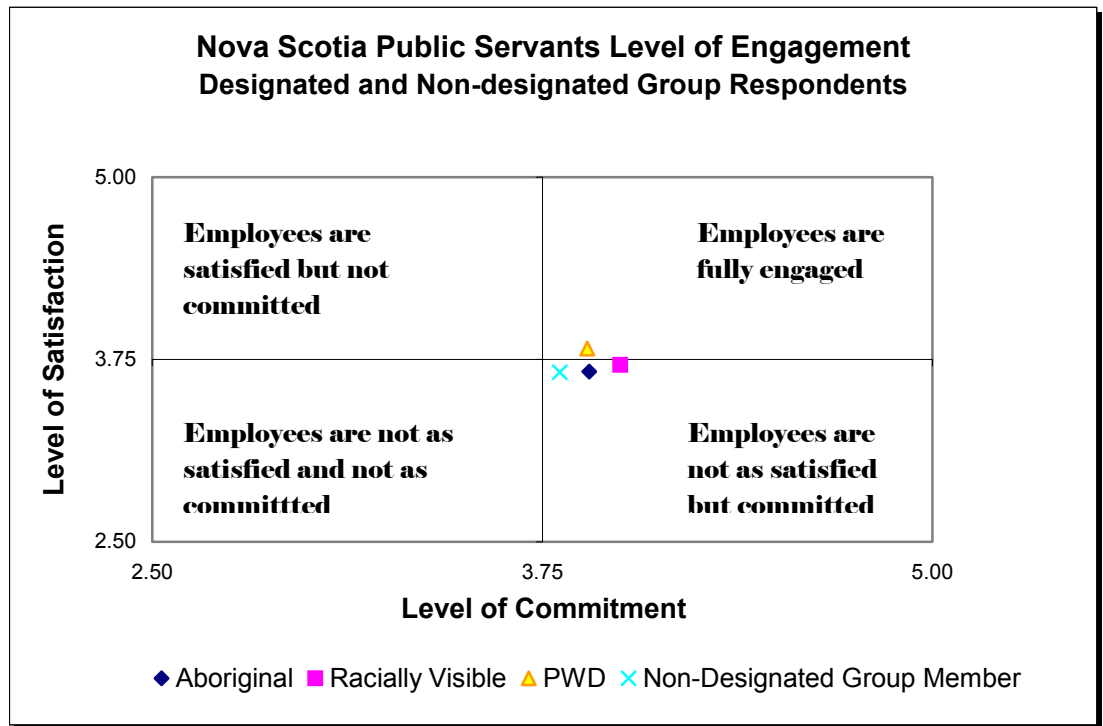 Nova Scotia Public Servants Level of Engagement
Designated and Non-designated Group Respondents
5.00
Employees are
satisfied but not
committed
Employees are
fully engaged
Level of Satisfaction
3.75
Employees are not as
satisfied and not as
committted
Employees are
not as satisfied
but committed
2.50
2.50 3.75 5.00
Level of Commitment
Aboriginal Racially Visible PWD Non-Designated Group Member